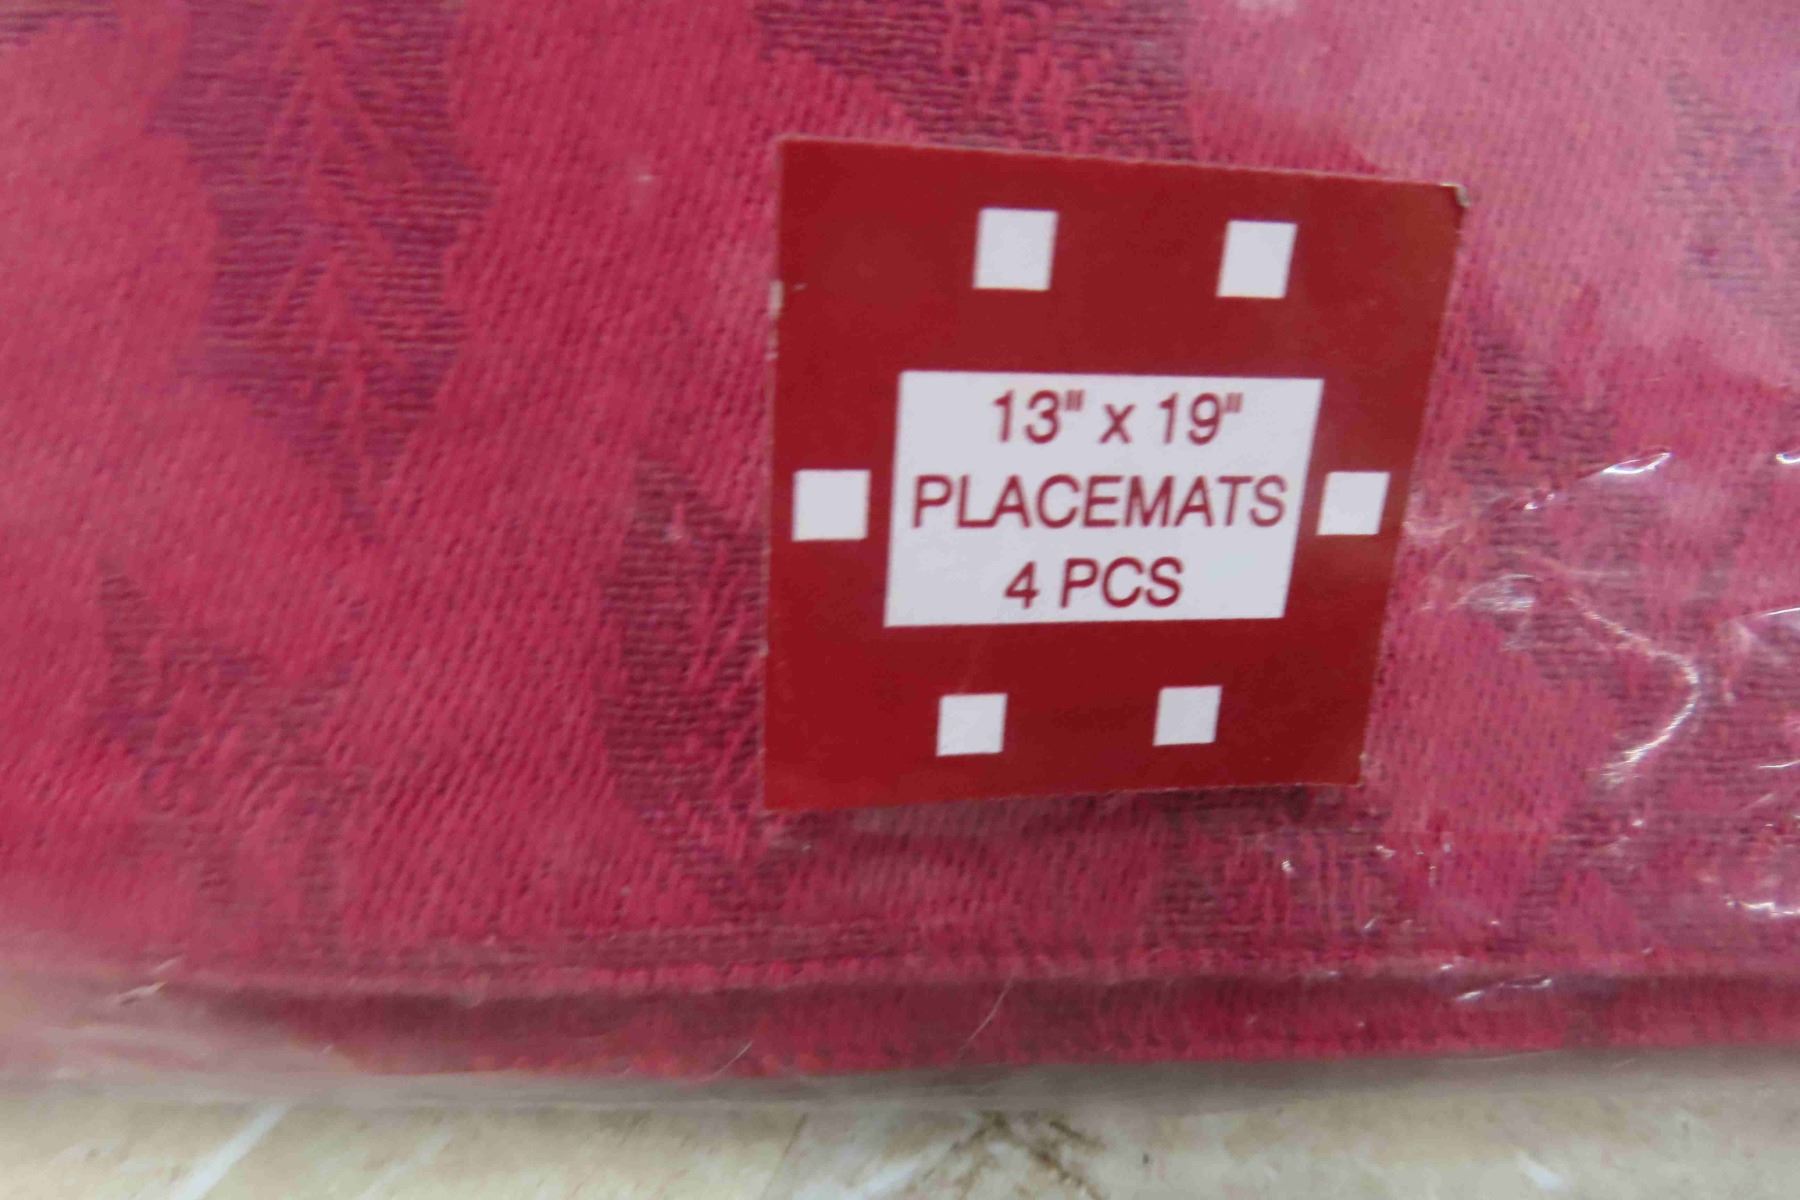 13" x 19"
PLACEMATS
4 PCS